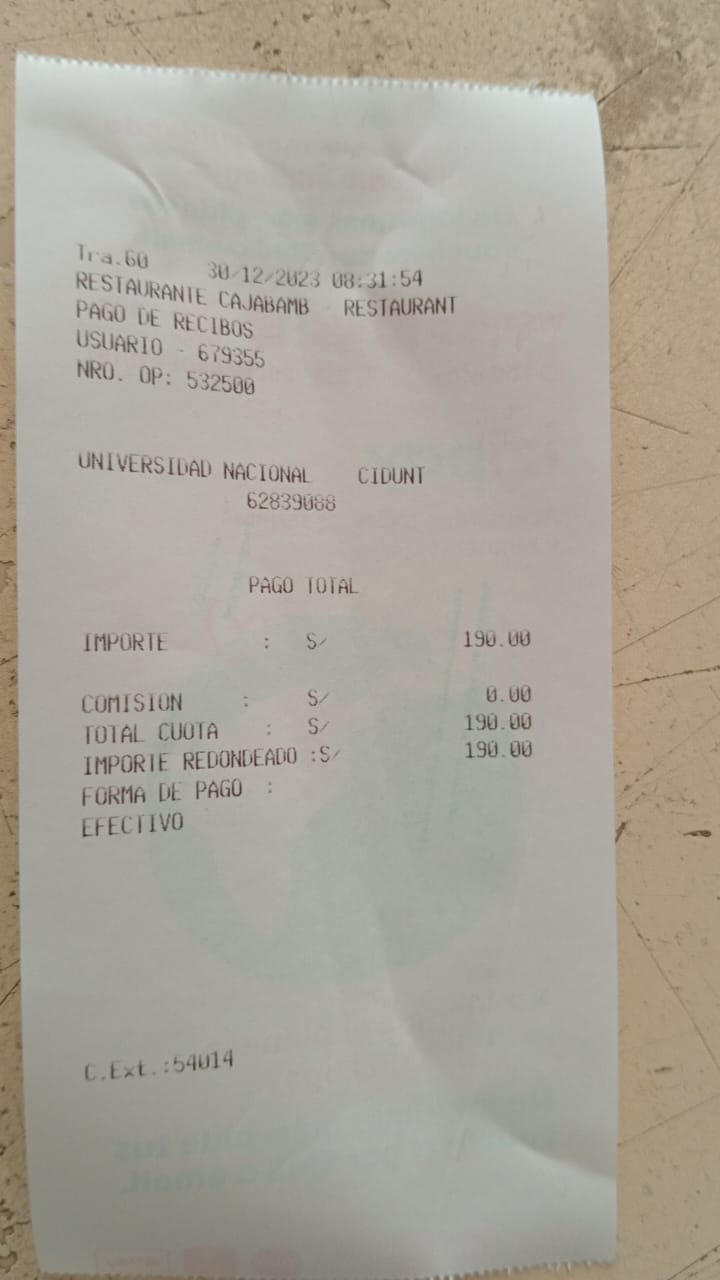 Tra.60 30/12/2023 08:31:54
RESTAURANTE CAJABAMB - RESTAURANT
PAGO DE RECIBOS
USUARIO - 679355
NRO. OP: 532500
UNIVERSIDAD NACIONAL CIDUNT
62839088
PAGO TOTAL
IMPORTE : S/ 190.00
COMISION : S/ 0.00
TOTAL CUOTA : S/ 190.00
IMPORTE REDONDEADO :S/ 190.00
FORMA DE PAGO :
EFECTIVO
C.Ext.:54014